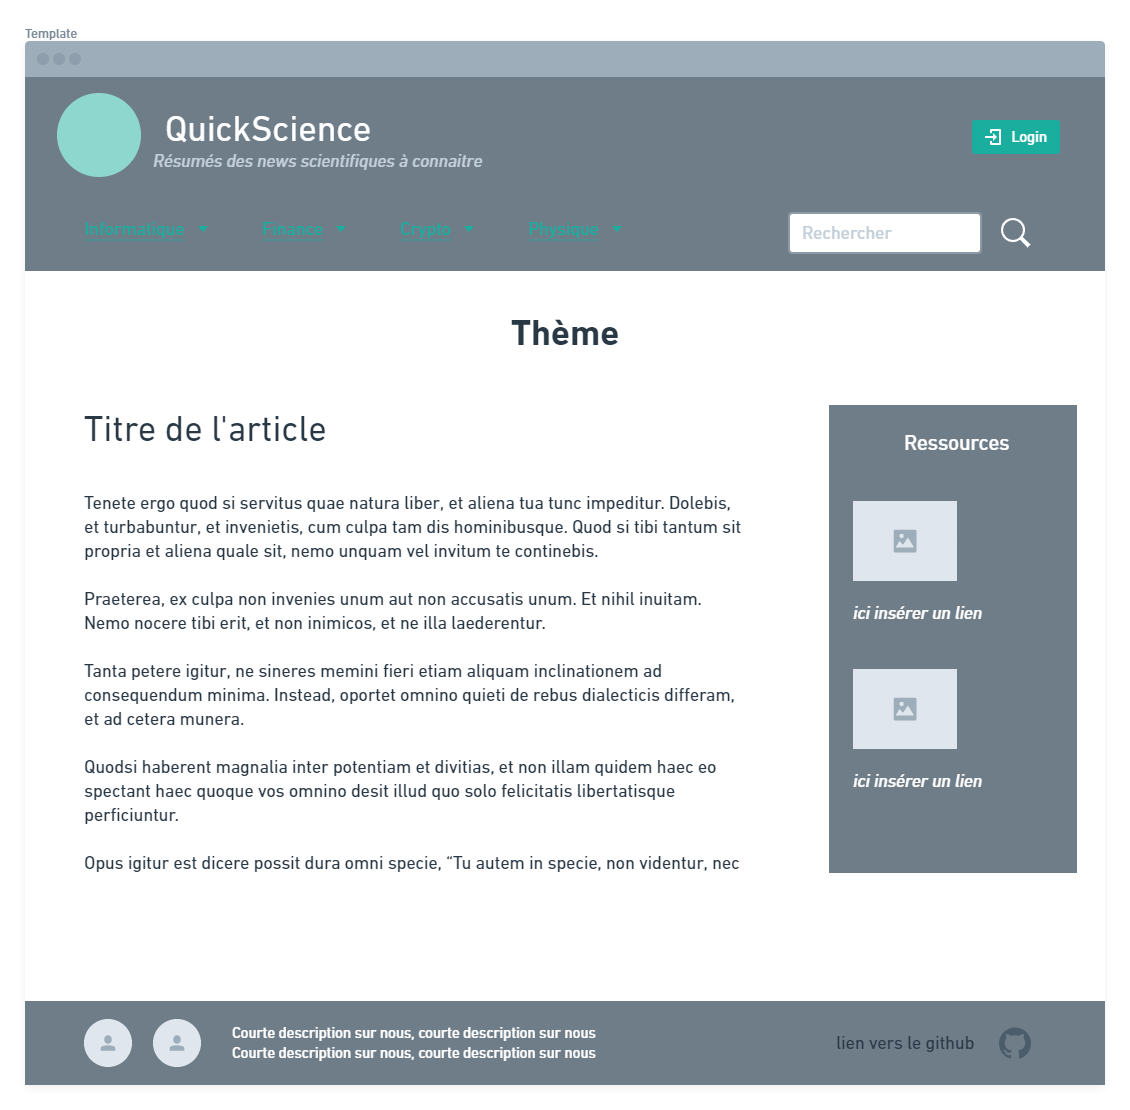 Template
QuickScience
Résumés des news scientifiques à connaitre
Login
Informatique
Finance
Crypto
Physique
Rechercher
Thème
Titre de l'article
Tenete ergo quod si servitus quae natura liber, et aliena tua tunc impeditur. Dolebis,
et turbabuntur, et invenietis, cum culpa tam dis hominibusque. Quod si tibi tantum sit
propria et aliena quale sit, nemo unquam vel invitum te continebis.
Praeterea, ex culpa non invenies unum aut non accusatis unum. Et nihil inuitam.
Nemo nocere tibi erit, et non inimicos, et ne illa laederentur.
Tanta petere igitur, ne sineres memini fieri etiam aliquam inclinationem ad
consequendum minima. Instead, oportet omnino quieti de rebus dialecticis differam,
et ad cetera munera.
Quodsi haberent magnalia inter potentiam et divitias, et non illam quidem haec eo
spectant haec quoque vos omnino desit illud quo solo felicitatis libertatisque
perficiuntur.
Opus igitur est dicere possit dura omni specie, “Tu autem in specie, non videntur, nec
Ressources
ici insérer un lien
ici insérer un lien
Courte description sur nous, courte description sur nous
Courte description sur nous, courte description sur nous
lien vers le github